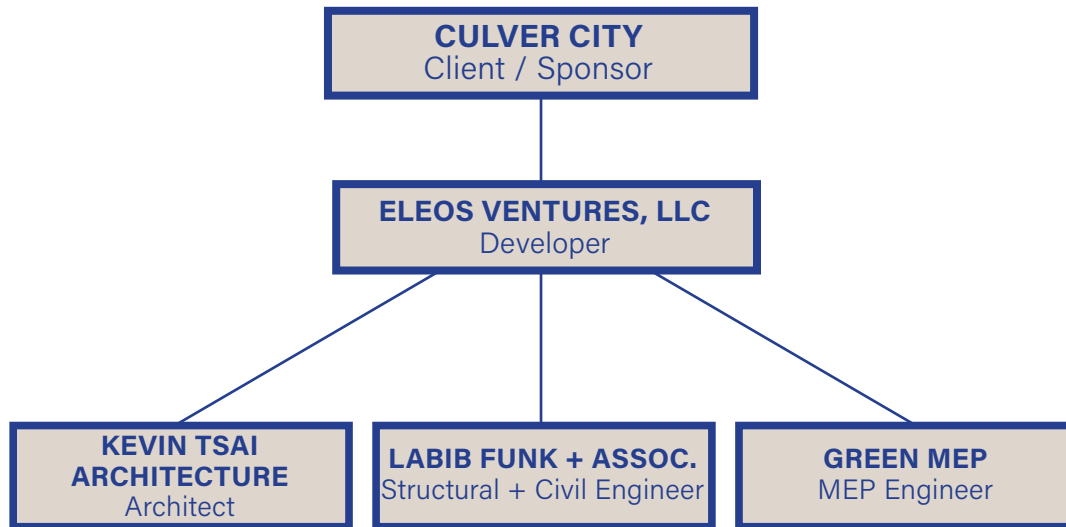 CULVER CITY
Client / Sponsor
ELEOS VENTURES, LLC
Developer
KEVIN TSAI
ARCHITECTURE
Architect
LABIB FUNK + ASSOC.
Structural + Civil Engineer
GREEN MEP
MEP Engineer